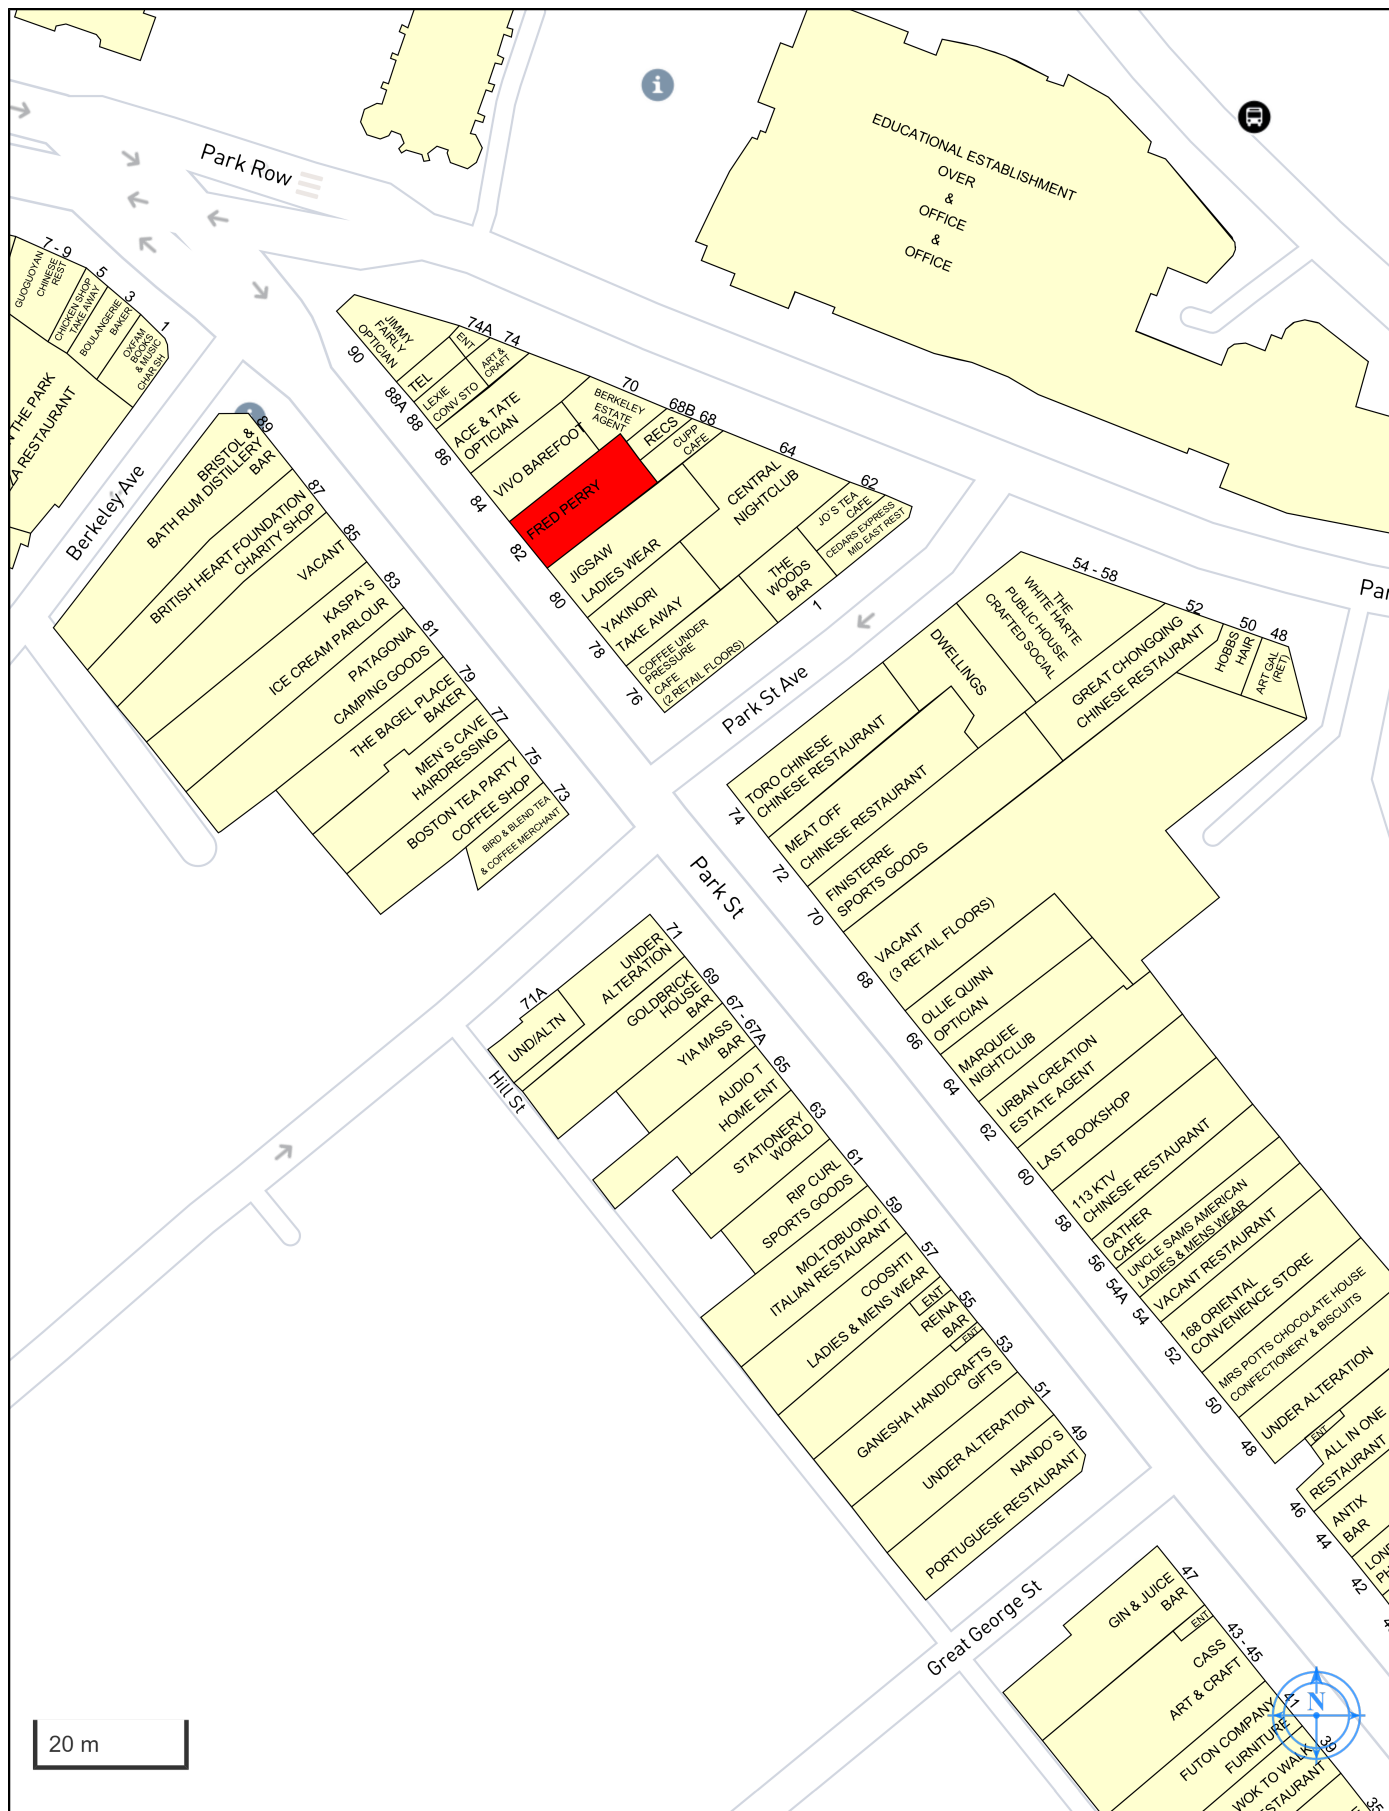 Park Row
EDUCATIONAL ESTABLISHMENT
OVER
&
OFFICE
&
OFFICE
7 - 9
GUOGUOYAN
CHINESE
REST
5
CHICKEN SHOP
TAKE AWAY
3
BOULANGERIE
BAKER
1
OXFAM
BOOKS
& MUSIC
CHAR SH
N THE PARK
ZA RESTAURANT
Berkeley Ave
JIMMY
FAIRLY
OPTICIAN
90
74A
ENT
74
ART &
CRAFT
TEL
88A
LEXIE
CONV STO
88
ACE & TATE
OPTICIAN
86
VIVO BAREFOOT
84
70
BERKELEY
ESTATE
AGENT
68B
RECS
68
CUPP
CAFE
FRED PERRY
82
64
CENTRAL
NIGHTCLUB
62
JO`S TEA
CAFE
CEDARS EXPRESS
MID EAST REST
JIGSAW
LADIES WEAR
80
YAKINORI
TAKE AWAY
78
THE
WOODS
BAR
1
COFFEE UNDER
PRESSURE
CAFE
(2 RETAIL FLOORS)
76
Park St Ave
89
BRISTOL &
BATH RUM DISTILLERY
BAR
87
BRITISH HEART FOUNDATION
CHARITY SHOP
85
VACANT
83
KASPA`S
ICE CREAM PARLOUR
81
PATAGONIA
CAMPING GOODS
79
THE BAGEL PLACE
BAKER
77
MEN`S CAVE
HAIRDRESSING
75
BOSTON TEA PARTY
COFFEE SHOP
73
BIRD & BLEND TEA
& COFFEE MERCHANT
54 - 58
THE
WHITE HARTE
PUBLIC HOUSE
CRAFTED SOCIAL
DWELLINGS
52
GREAT CHONGQING
CHINESE RESTAURANT
50
HOBBS
HAIR
48
ART GAL
(RET)
Par
TORO CHINESE
CHINESE RESTAURANT
74
MEAT OFF
CHINESE RESTAURANT
72
FINISTERRE
SPORTS GOODS
70
VACANT
(3 RETAIL FLOORS)
68
OLLIE QUINN
OPTICIAN
66
MARQUEE
NIGHTCLUB
64
URBAN CREATION
ESTATE AGENT
62
LAST BOOKSHOP
60
113 KTV
CHINESE RESTAURANT
58
GATHER
CAFE
56
UNCLE SAMS AMERICAN
LADIES & MENS WEAR
54A
VACANT RESTAURANT
54
168 ORIENTAL
CONVENIENCE STORE
52
MRS POTTS CHOCOLATE HOUSE
CONFECTIONERY & BISCUITS
50
UNDER ALTERATION
48
ENT
ALL IN ONE
RESTAURANT
46
ANTIX
BAR
44
42
Park St
71
UNDER
ALTERATION
71A
UND/ALTN
69
GOLDBRICK
HOUSE
BAR
67 - 67A
YIA MASS
BAR
65
AUDIO T
HOME ENT
63
STATIONERY
WORLD
61
RIP CURL
SPORTS GOODS
59
MOLTOBUONO!
ITALIAN RESTAURANT
57
COOSHTI
LADIES & MENS WEAR
ENT
55
REINA
BAR
ENT
53
GANESHA HANDICRAFTS
GIFTS
51
UNDER ALTERATION
49
NANDO`S
PORTUGUESE RESTAURANT
Hill St
Great George St
47
GIN & JUICE
BAR
ENT
43 - 45
CASS
ART & CRAFT
41
FUTON COMPANY
FURNITURE
39
WOK TO WALK
STAURANT
35
N
20 m